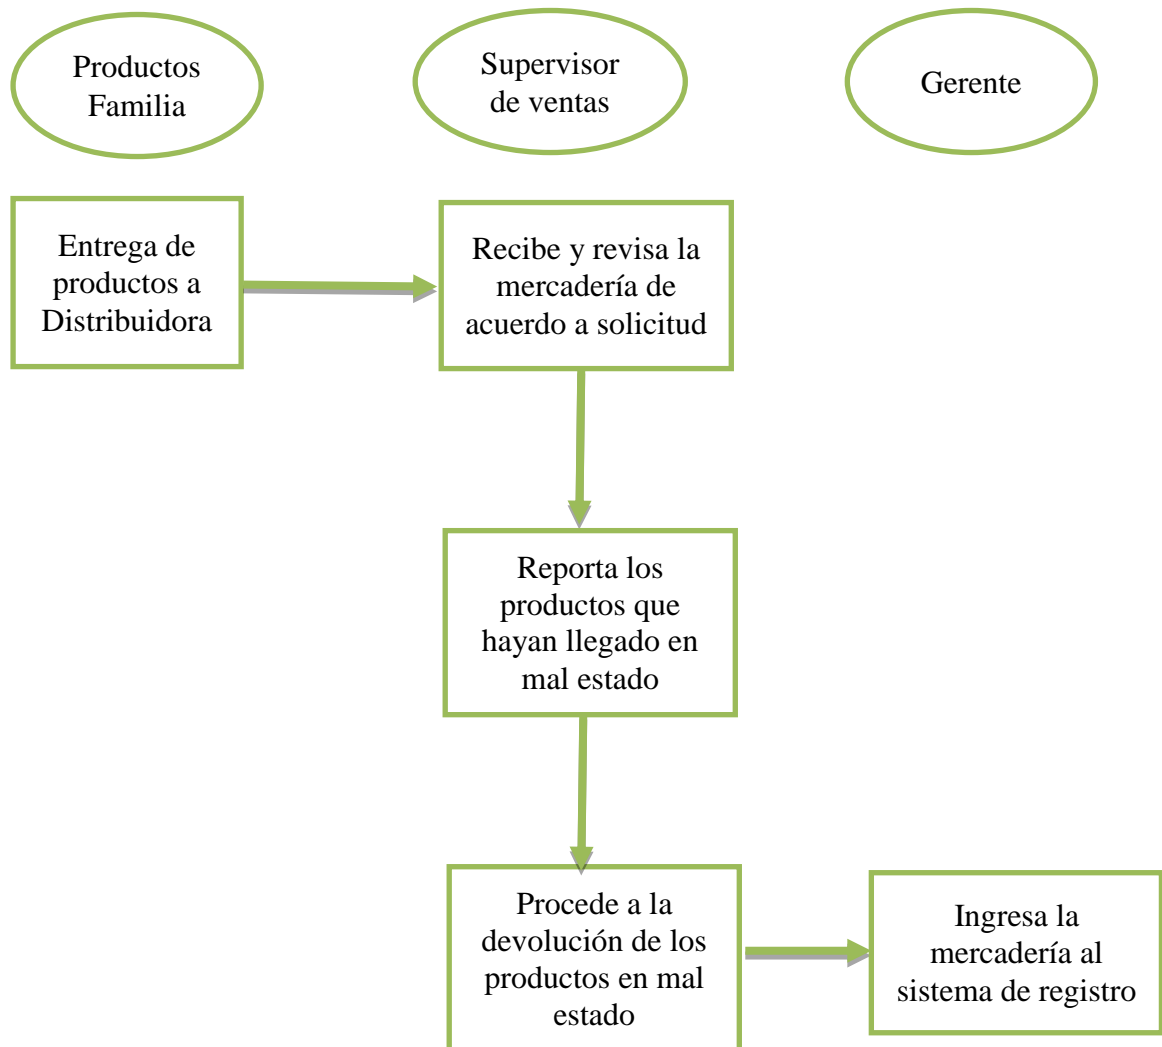 Productos
Familia
Supervisor
de ventas
Gerente
Entrega de
productos a
Distribuidora
Recibe y revisa la
mercadería de
acuerdo a solicitud
Reporta los
productos que
hayan llegado en
mal estado
Procede a la
devolución de los
productos en mal
estado
Ingresa la
mercadería al
sistema de registro